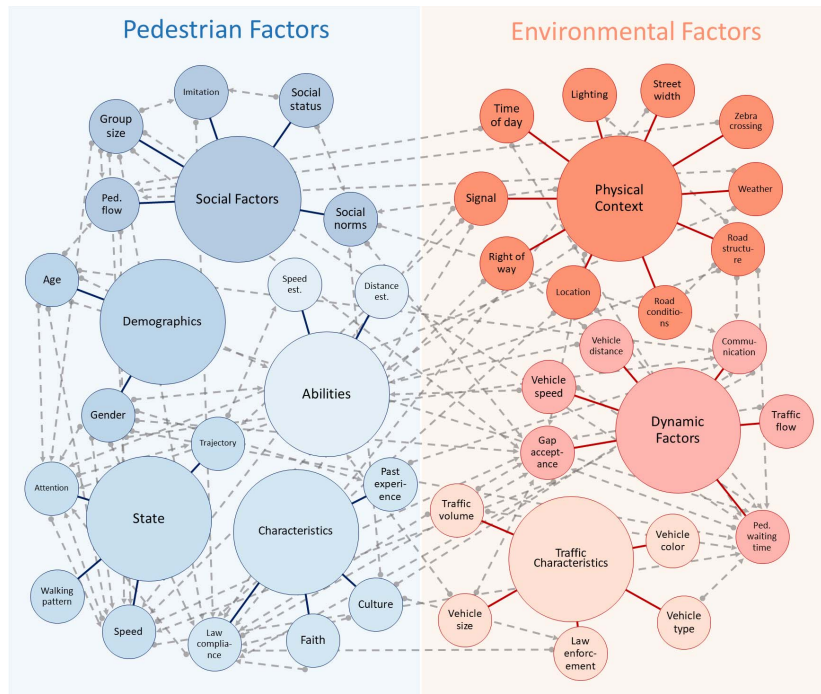 Pedestrian Factors
Environmental Factors
Imitation
Social
status
Group
size
Social Factors
Ped.
flow
Social
norms
Age
Demographics
Speed
est.
Distance
est.
Abilities
Gender
Trajectory
Attention
State
Past
experi-
ence
Characteristics
Walking
pattern
Speed
Law
complia-
nce
Faith
Culture
Time
of day
Lighting
Street
width
Zebra
crossing
Signal
Physical
Context
Weather
Right of
way
Road
structu-
re
Location
Road
conditio-
ns
Vehicle
distance
Commu-
nication
Vehicle
speed
Dynamic
Factors
Traffic
flow
Gap
accept-
ance
Traffic
volume
Vehicle
color
Ped.
waiting
time
Traffic
Characteristics
Vehicle
size
Law
enforc-
ement
Vehicle
type